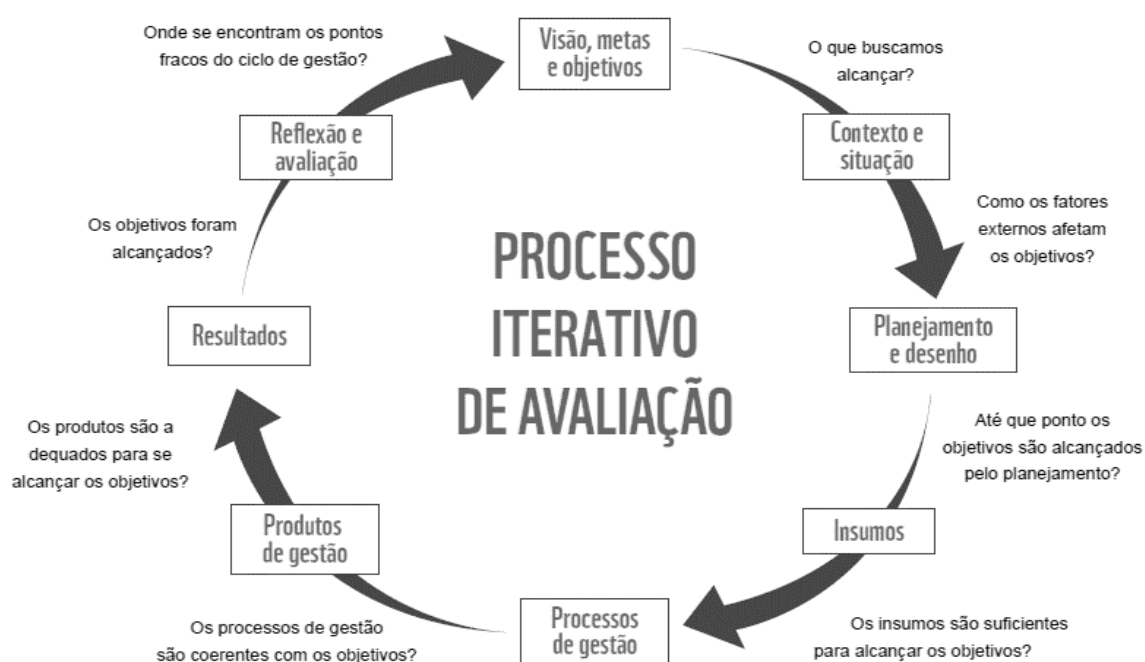 Onde se encontram os pontos
fracos do ciclo de gestão?
Visão, metas
e objetivos
O que buscamos
alcançar?
Reflexão e
avaliação
Contexto e
situação
Os objetivos foram
alcançados?
Como os fatores
externos afetam
os objetivos?
PROCESSO
ITERATIVO
DE AVALIAÇÃO
Resultados
Planejamento
e desenho
Os produtos são a
dequados para se
alcançar os objetivos?
Até que ponto os
objetivos são alcançados
pelo planejamento?
Produtos
de gestão
Insumos
Processos
de gestão
Os processos de gestão
são coerentes com os objetivos?
Os insumos são suficientes
para alcançar os objetivos?